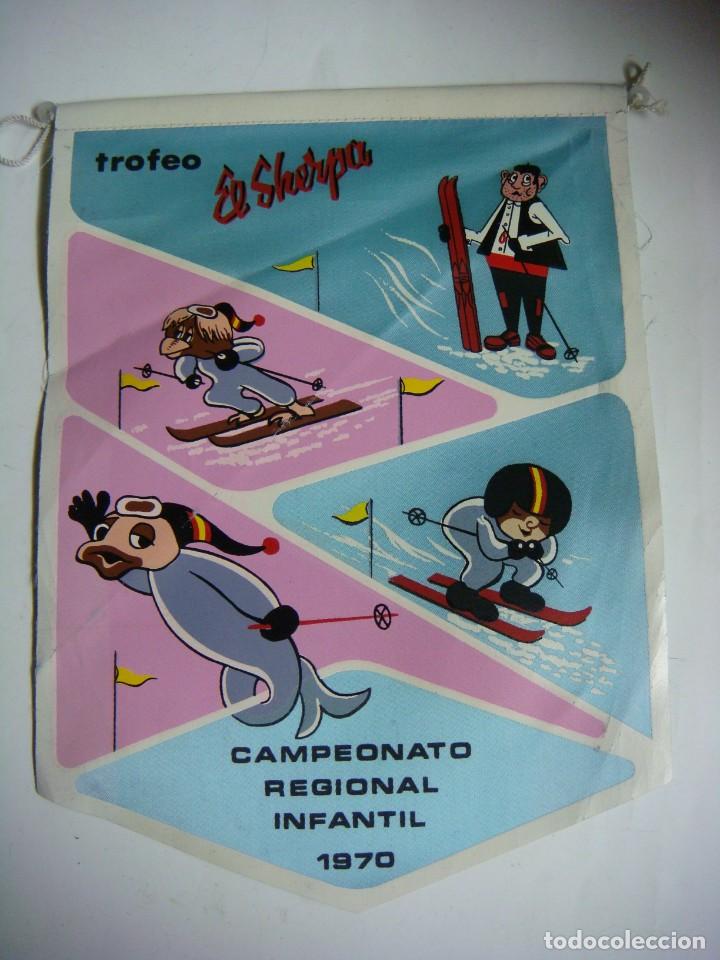 trofeo El Sherpa
CAMPEONATO
REGIONAL
INFANTIL
1970
todocoleccion